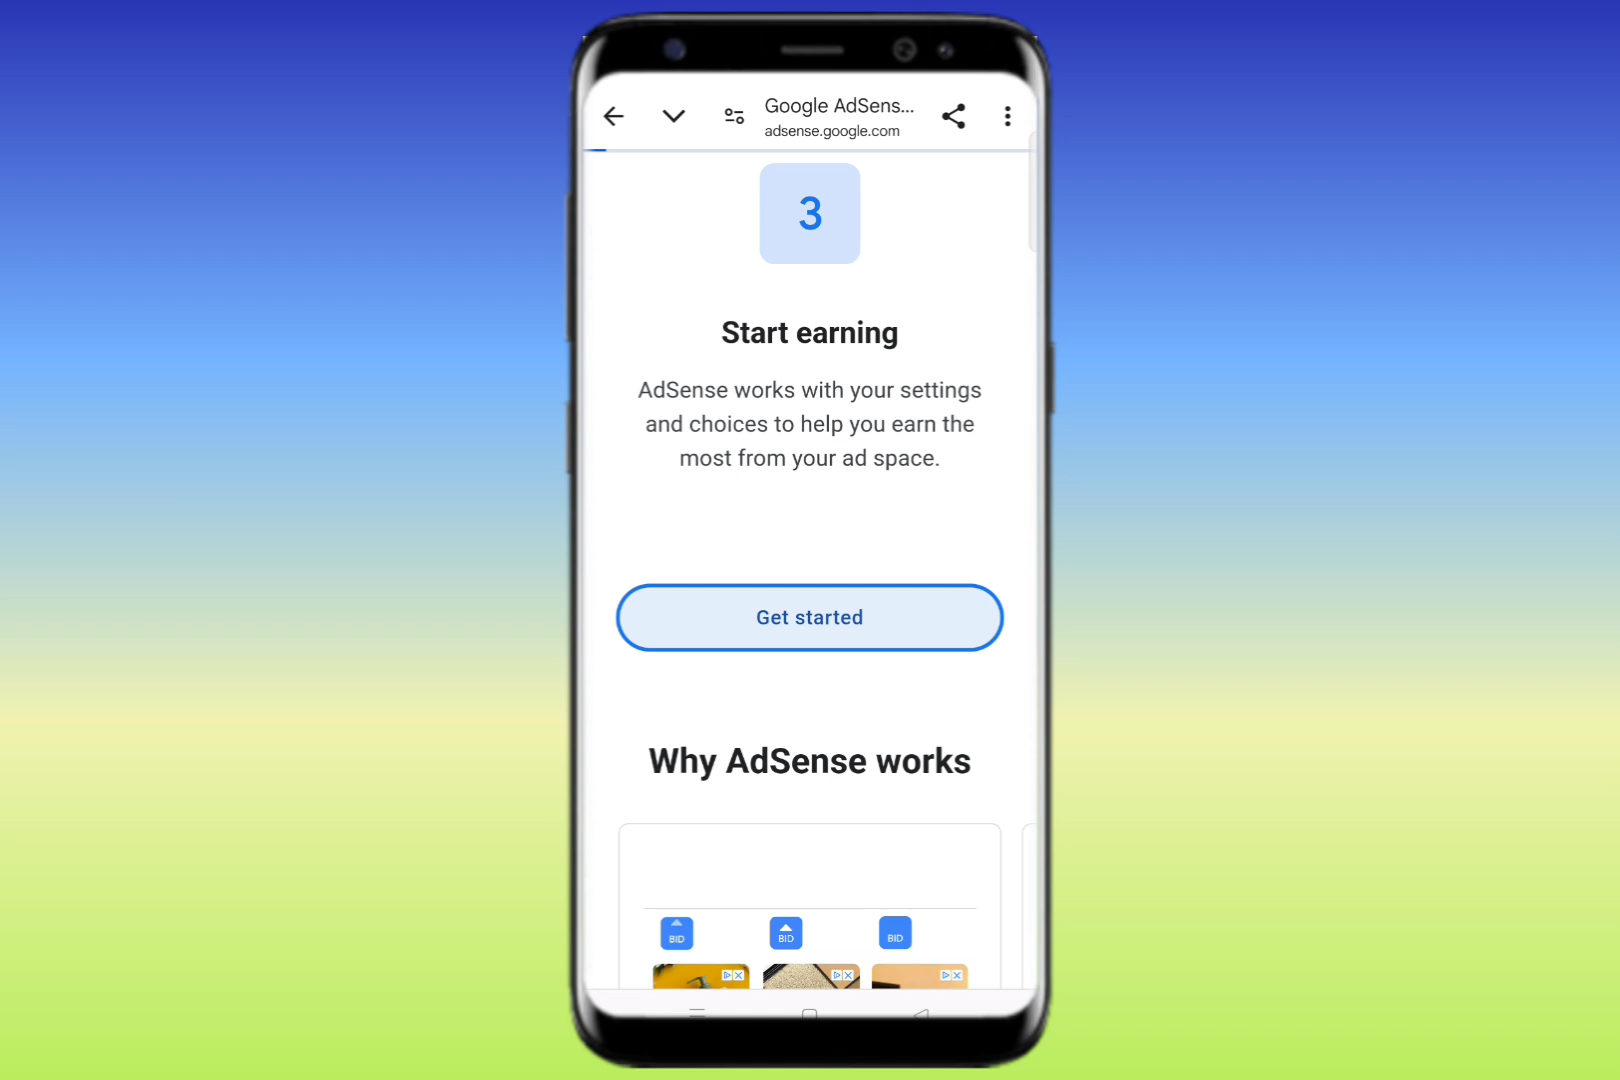 Google AdSens...
adsense.google.com
3
Start earning
AdSense works with your settings
and choices to help you earn the
most from your ad space.
Get started
Why AdSense works
BID BID BID